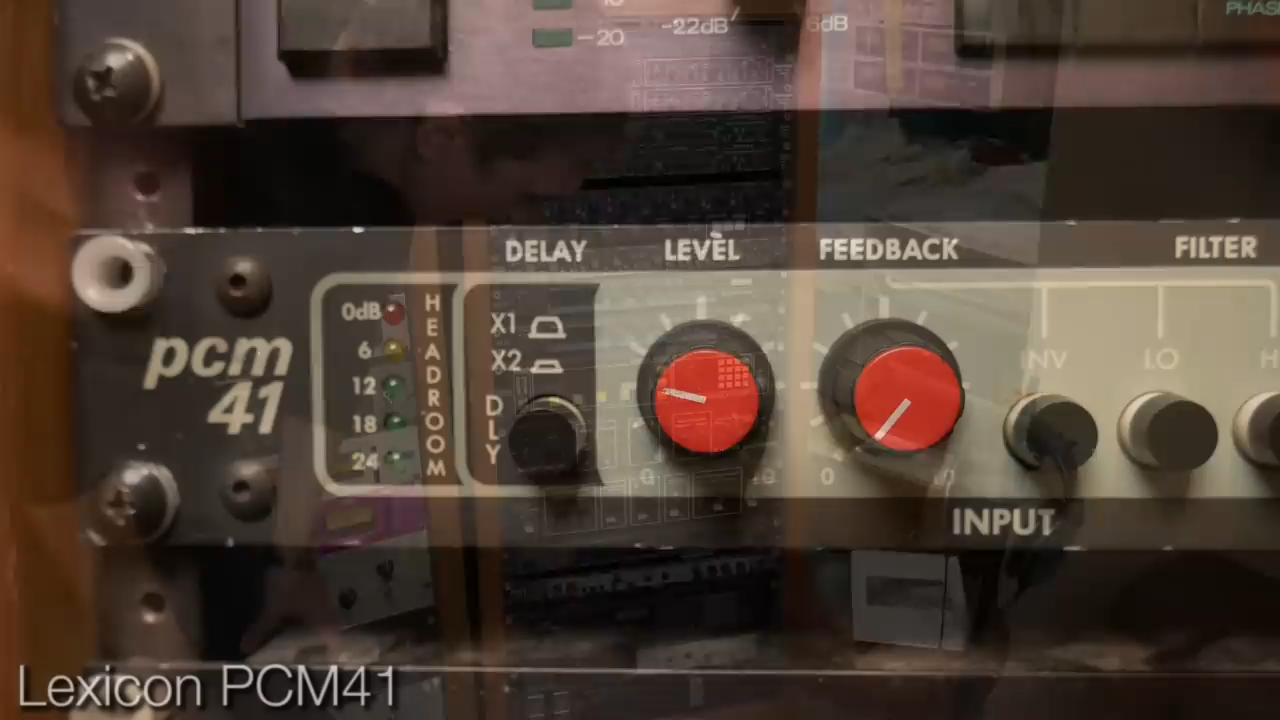 -20
-22dB
6dB
PHAS
DELAY
LEVEL
FEEDBACK
FILTER
pcm
41
0dB
6
12
18
24
HEADROOM
X1
X2
DLY
INV
LO
0
10
0
INPUT
Lexicon PCM41